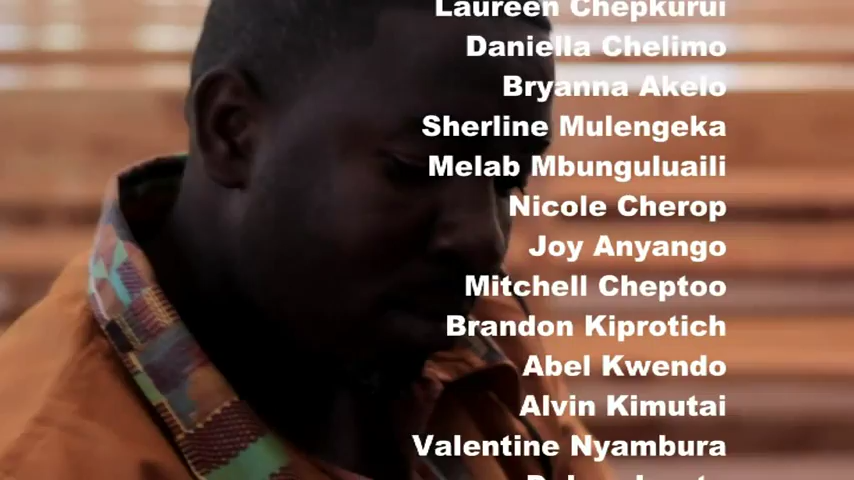 Laureen Chepkurui
Daniella Chelimo
Bryanna Akelo
Sherline Mulengeka
Melab Mbunguluaili
Nicole Cherop
Joy Anyango
Mitchell Cheptoo
Brandon Kiprotich
Abel Kwendo
Alvin Kimutai
Valentine Nyambura